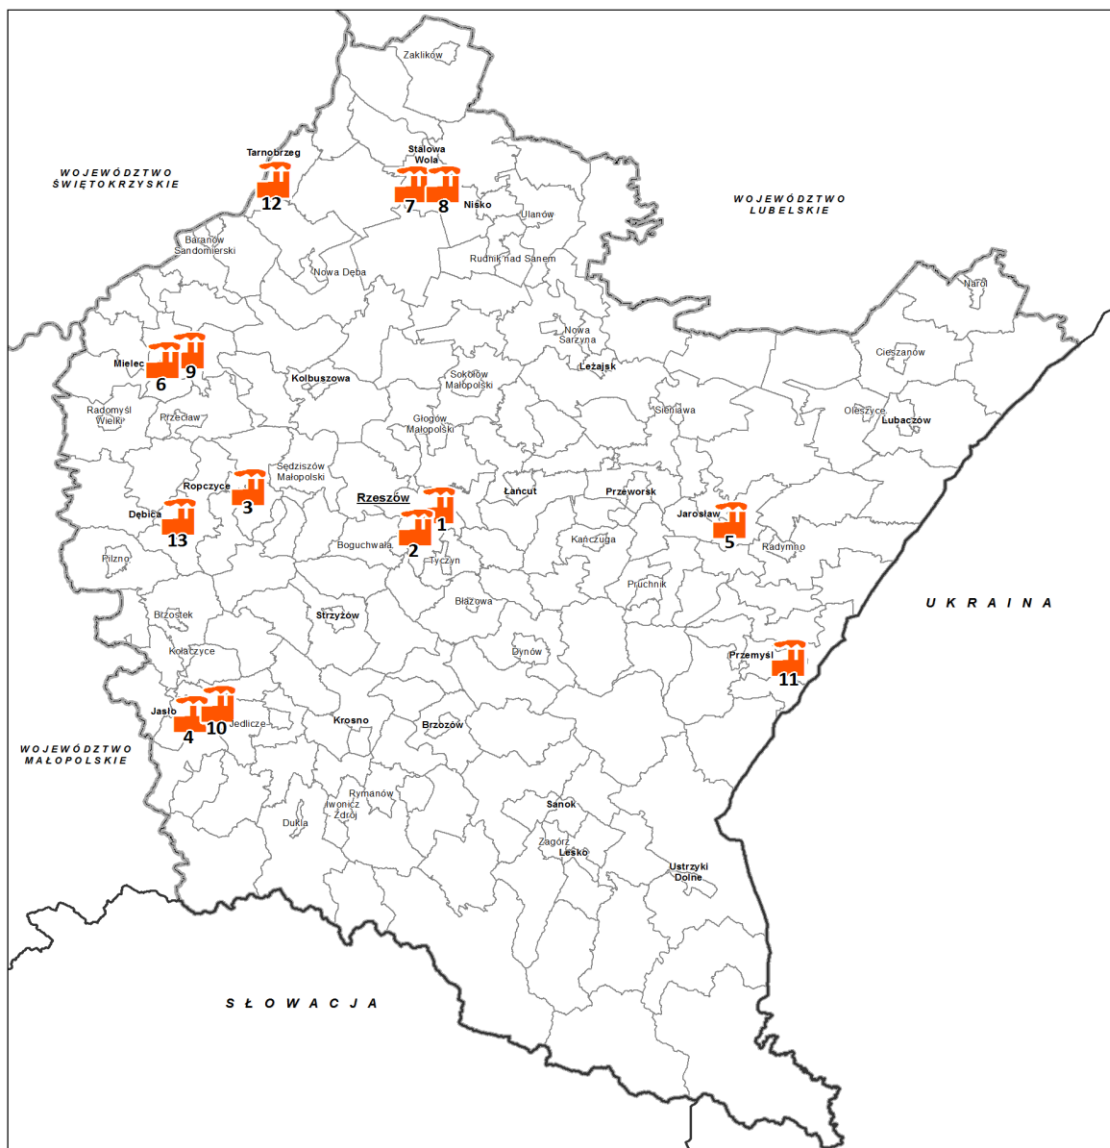 Zaklików
Tarnobrzeg
Stalowa
Wola
WOJEWÓDZTWO
ŚWIĘTOKRZYSKIE
WOJEWÓDZTWO
LUBELSKIE
12
7
8
Nisko
Ulanów
Baranów
Sandomierski
Rudnik nad Sanem
Nowa Dęba
Narol
Nowa
Sarzyna
Cieszanów
Mielec
6
9
Kolbuszowa
Sokołów
Małopolski
Leżajsk
Radomyśl
Wielki
Przecław
Głogów
Małopolski
Sieniawa
Oleszyce
Lubaczów
Sędziszów
Małopolski
Ropczyce
3
Rzeszów
1
Łańcut
Przeworsk
Dębica
13
2
Jarosław
5
Boguchwała
Tyczyn
Kańczuga
Radymno
Pilzno
Pruchnik
Brzostek
Strzyżów
Błażowa
UKRAINA
Kołaczyce
Dynów
Przemyśl
11
Jasło
4
10
Jedlicze
Krosno
Brzozów
WOJEWÓDZTWO
MAŁOPOLSKIE
Rymanów
Iwonicz
Zdrój
Dukla
Sanok
Zagórz
Lesko
Ustrzyki
Dolne
SŁOWACJA